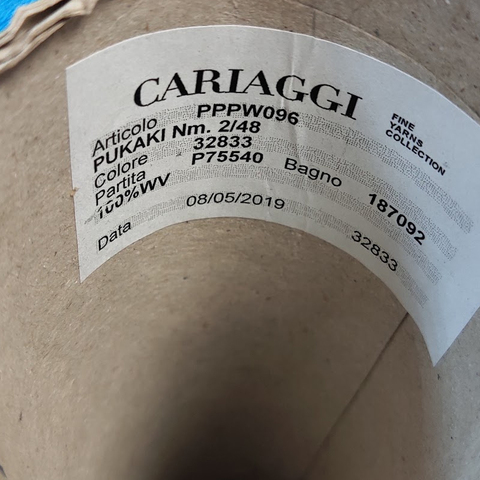 CARIAGGI
FINE
YARNS
COLLECTION
Articolo PPPW096
PUKAKI Nm. 2/48
Colore 32833
Partita P75540 Bagno 187092
100%WV
Data 08/05/2019 32833